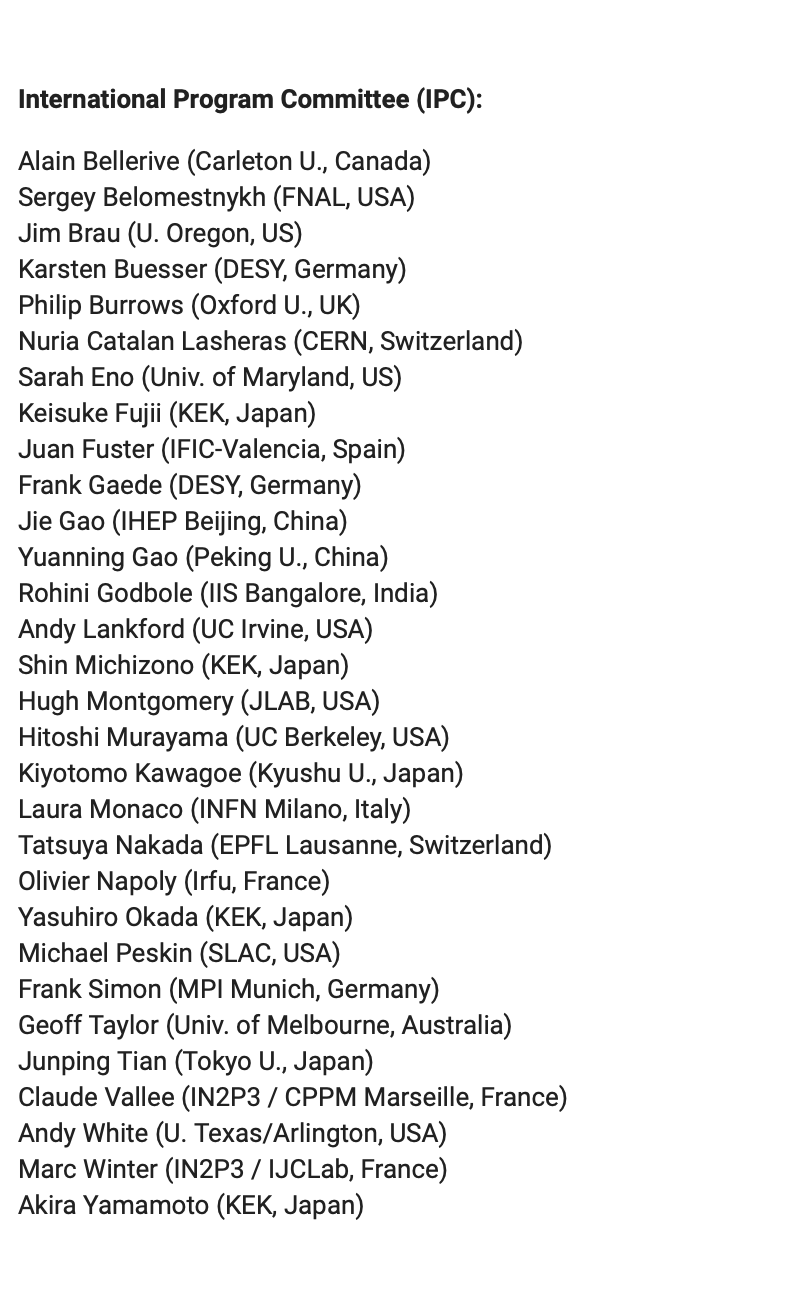 International Program Committee (IPC):
Alain Bellerive (Carleton U., Canada)
Sergey Belomestnykh (FNAL, USA)
Jim Brau (U. Oregon, US)
Karsten Buesser (DESY, Germany)
Philip Burrows (Oxford U., UK)
Nuria Catalan Lasheras (CERN, Switzerland)
Sarah Eno (Univ. of Maryland, US)
Keisuke Fujii (KEK, Japan)
Juan Fuster (IFIC-Valencia, Spain)
Frank Gaede (DESY, Germany)
Jie Gao (IHEP Beijing, China)
Yuanning Gao (Peking U., China)
Rohini Godbole (IIS Bangalore, India)
Andy Lankford (UC Irvine, USA)
Shin Michizono (KEK, Japan)
Hugh Montgomery (JLAB, USA)
Hitoshi Murayama (UC Berkeley, USA)
Kiyotomo Kawagoe (Kyushu U., Japan)
Laura Monaco (INFN Milano, Italy)
Tatsuya Nakada (EPFL Lausanne, Switzerland)
Olivier Napoly (Irfu, France)
Yasuhiro Okada (KEK, Japan)
Michael Peskin (SLAC, USA)
Frank Simon (MPI Munich, Germany)
Geoff Taylor (Univ. of Melbourne, Australia)
Junping Tian (Tokyo U., Japan)
Claude Vallee (IN2P3 / CPPM Marseille, France)
Andy White (U. Texas/Arlington, USA)
Marc Winter (IN2P3 / IJCLab, France)
Akira Yamamoto (KEK, Japan)